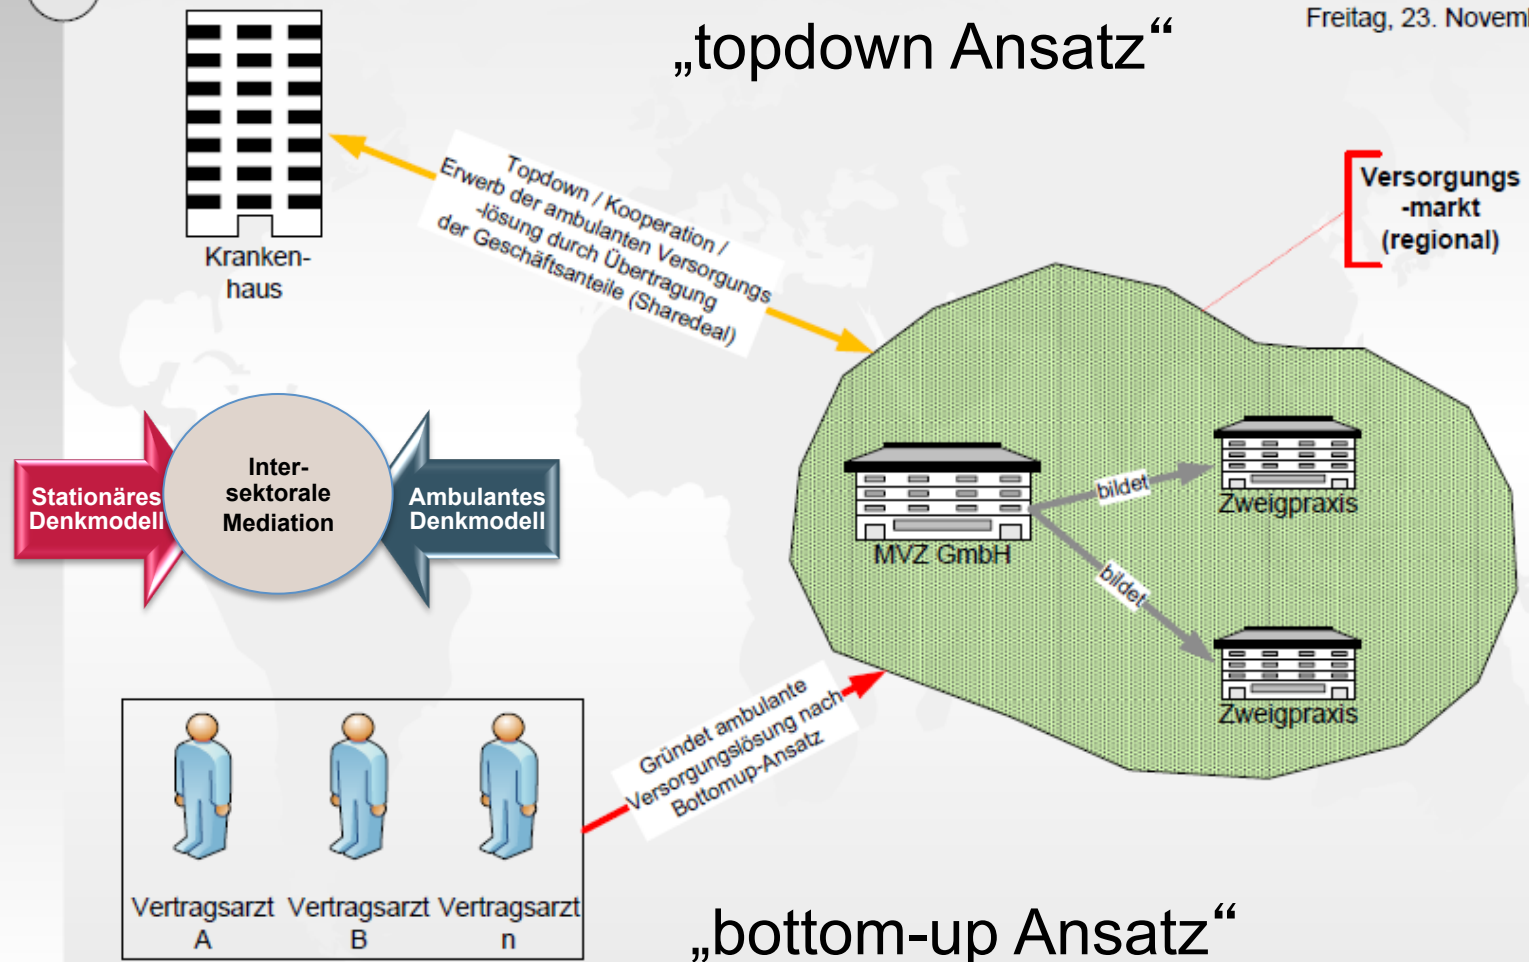 „topdown Ansatz“
Freitag, 23. Novem
Kranken-
haus
Topdown / Kooperation /
Erwerb der ambulanten Versorgungs
-lösung durch Übertragung
der Geschäftsanteile (Sharedeal)
Versorgungs
-markt
(regional)
Stationäres
Denkmodell
Inter-
sektorale
Mediation
Ambulantes
Denkmodell
MVZ GmbH
bildet
Zweigpraxis
bildet
Zweigpraxis
Gründet ambulante
Versorgungslösung nach
Bottomup-Ansatz
Vertragsarzt
A
Vertragsarzt
B
Vertragsarzt
n
„bottom-up Ansatz“